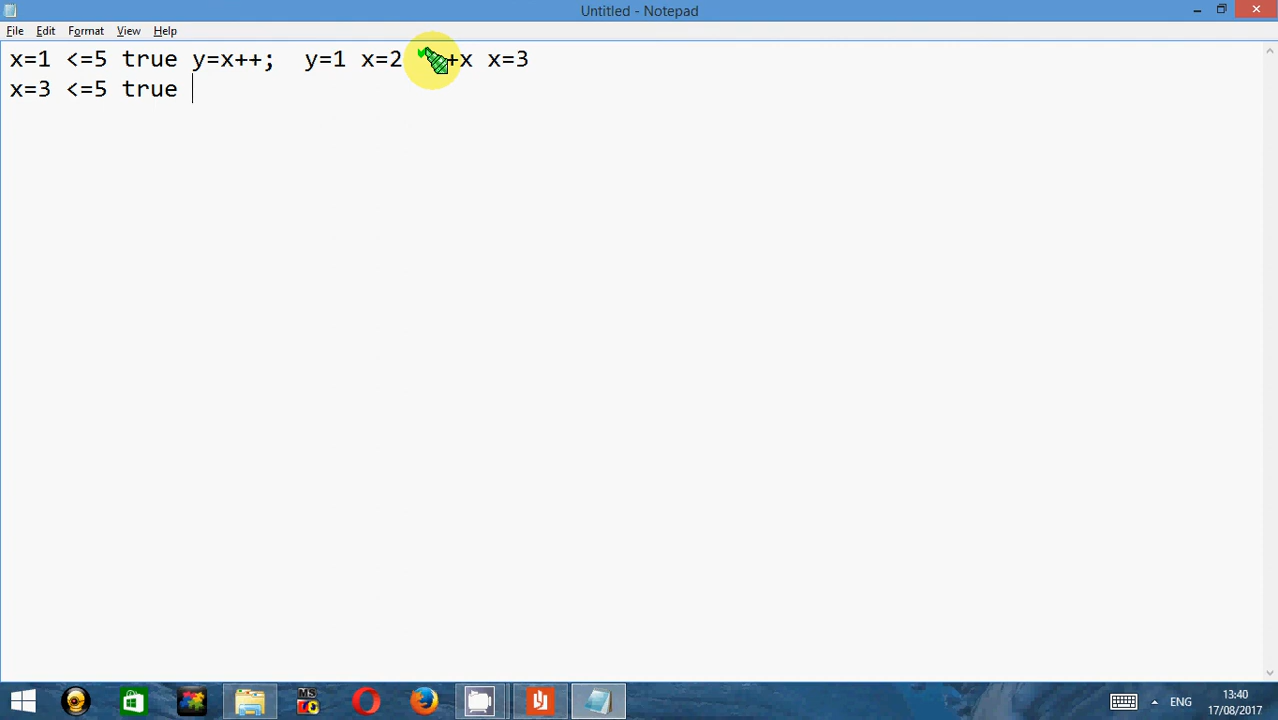 Untitled - Notepad
File Edit Format View Help
x=1 <=5 true y=x++;  y=1 x=2 +x x=3
x=3 <=5 true
MS
ENG
13:40
17/08/2017